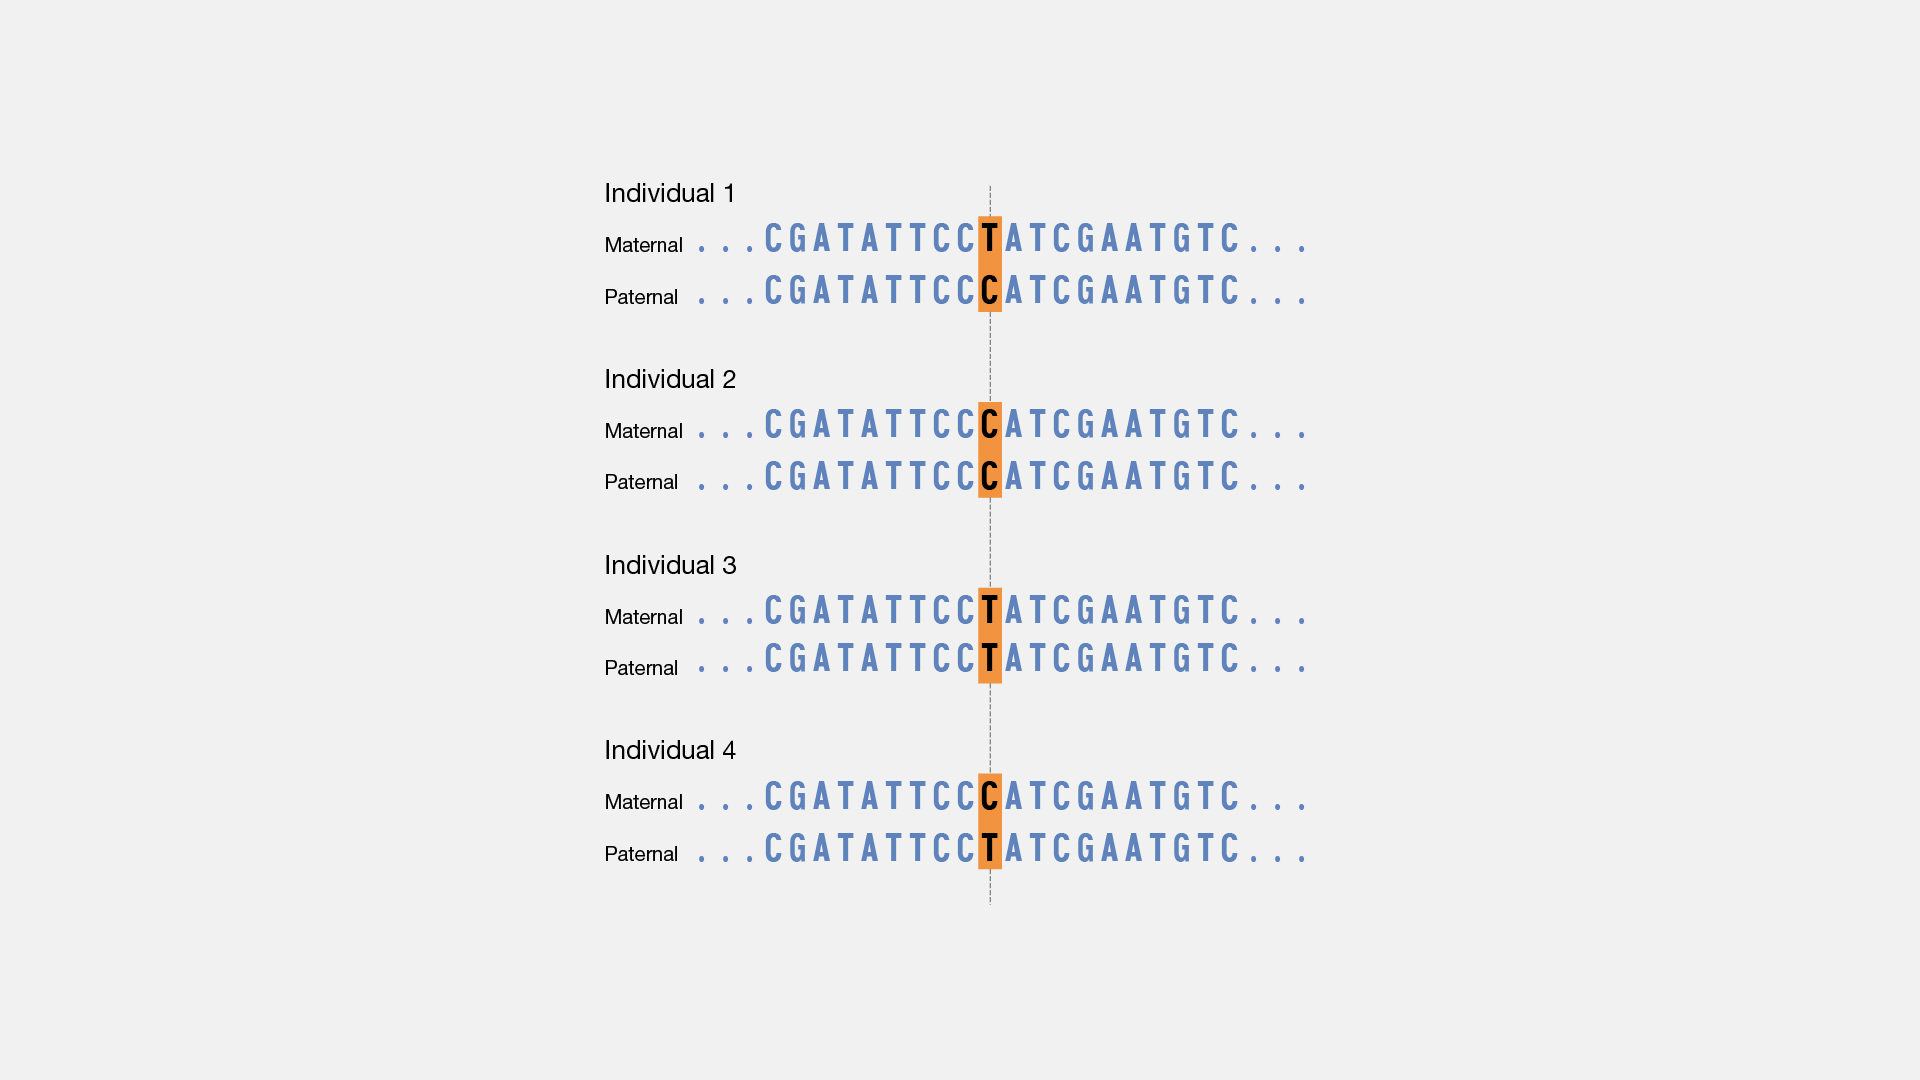 Individual 1
Maternal ...CGATATTCCTATCGAATGTC...
Paternal ...CGATATTCCCATCGAATGTC...
Individual 2
Maternal ...CGATATTCCCATCGAATGTC...
Paternal ...CGATATTCCCATCGAATGTC...
Individual 3
Maternal ...CGATATTCCTATCGAATGTC...
Paternal ...CGATATTCCTATCGAATGTC...
Individual 4
Maternal ...CGATATTCCCATCGAATGTC...
Paternal ...CGATATTCCTATCGAATGTC...